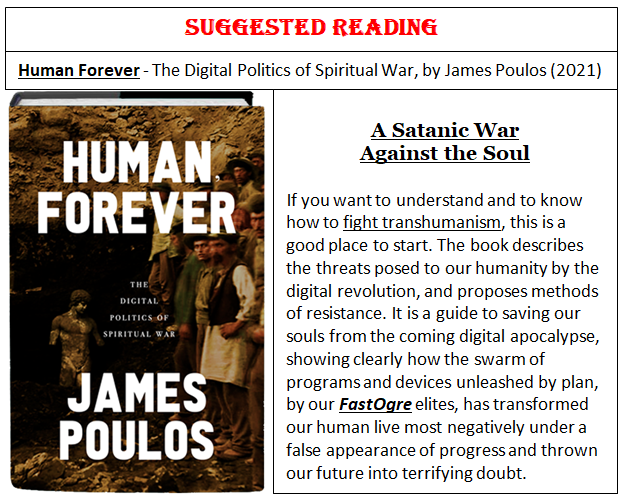 SUGGESTED READING
Human Forever - The Digital Politics of Spiritual War, by James Poulos (2021)
HUMAN,
FOREVER
THE
DIGITAL
POLITICS OF
SPIRITUAL WAR
JAMES
POULOS
A Satanic War
Against the Soul
If you want to understand and to know
how to fight transhumanism, this is a
good place to start. The book describes
the threats posed to our humanity by the
digital revolution, and proposes methods
of resistance. It is a guide to saving our
souls from the coming digital apocalypse,
showing clearly how the swarm of
programs and devices unleashed by plan,
by our FastOgre elites, has transformed
our human live most negatively under a
false appearance of progress and thrown
our future into terrifying doubt.